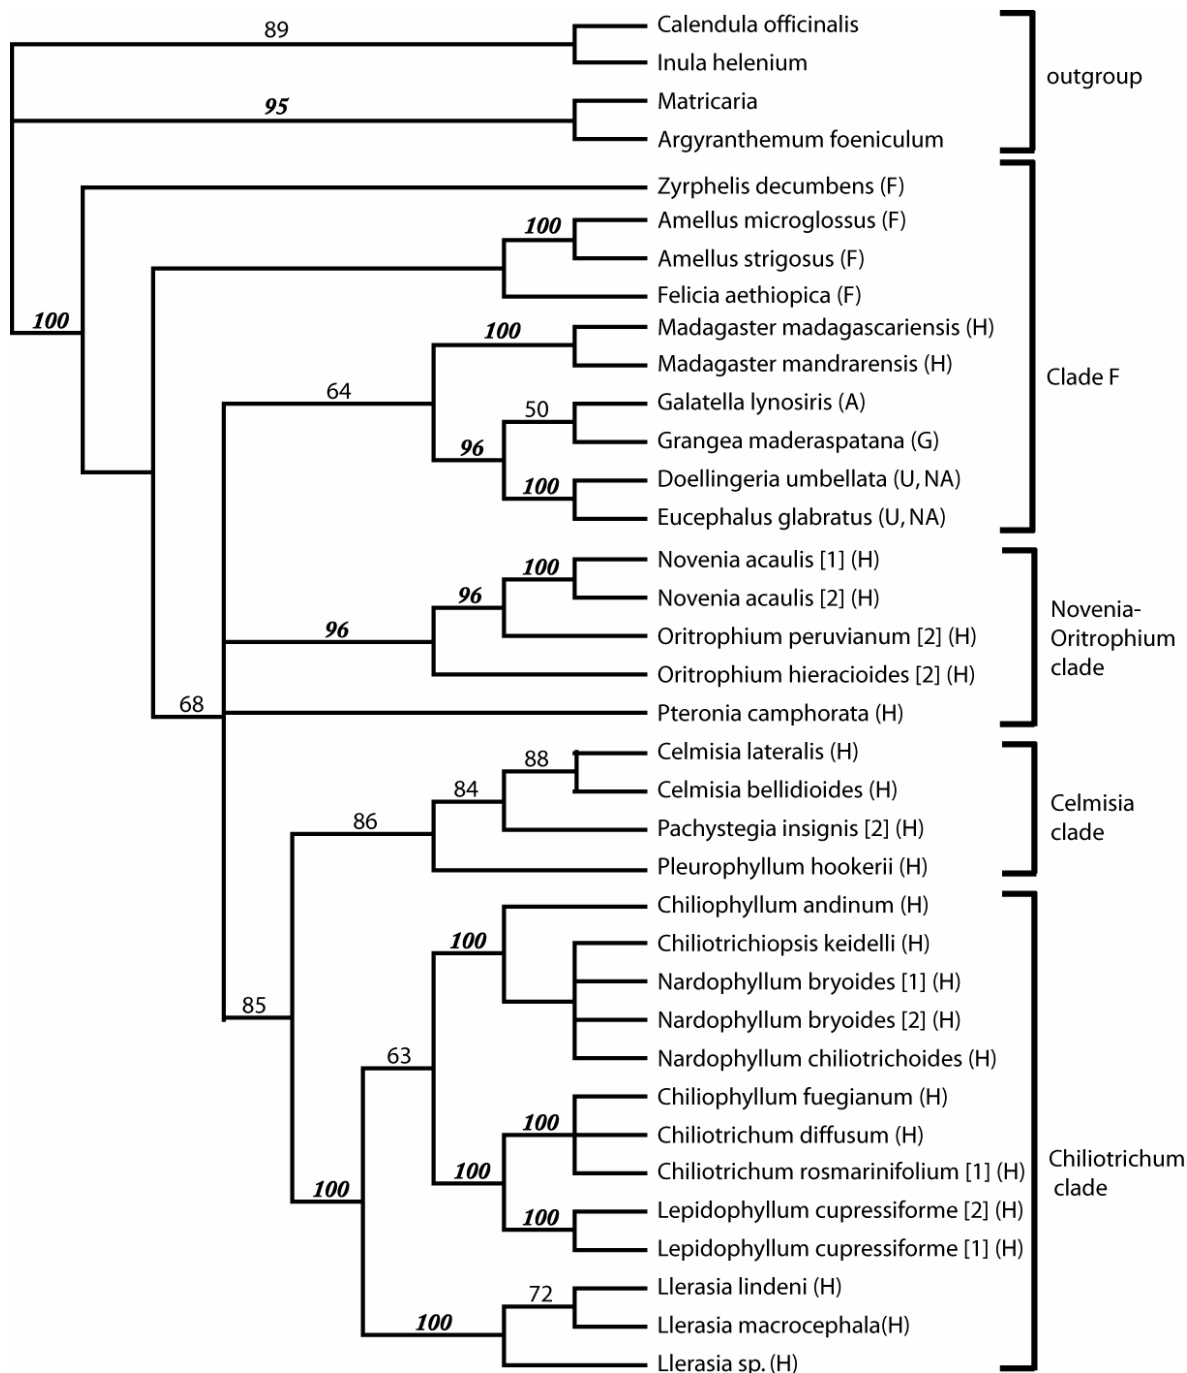 89
Calendula officinalis
Inula helenium
outgroup
95
Matricaria
Argyranthemum foeniculum
Zyrphelis decumbens (F)
100
Amellus microglossus (F)
Amellus strigosus (F)
Felicia aethiopica (F)
100
100
Madagaster madagascariensis (H)
Madagaster mandrarensis (H)
Clade F
64
50
Galatella lynosiris (A)
Grangea maderaspatana (G)
96
100
Doellingeria umbellata (U, NA)
Eucephalus glabratus (U, NA)
100
Novenia acaulis [1] (H)
Novenia acaulis [2] (H)
Novenia-
Oritrophium
clade
96
96
Oritrophium peruvianum [2] (H)
Oritrophium hieracioides [2] (H)
68
Pteronia camphorata (H)
88
Celmisia lateralis (H)
Celmisia bellidioides (H)
Celmisia
clade
84
86
Pachystegia insignis [2] (H)
Pleurophyllum hookerii (H)
Chiliophyllum andinum (H)
100
Chiliotrichiopsis keidelli (H)
Nardophyllum bryoides [1] (H)
85
Nardophyllum bryoides [2] (H)
63
Nardophyllum chiliotrichoides (H)
Chiliophyllum fuegianum (H)
100
Chiliotrichum diffusum (H)
Chiliotrichum rosmarinifolium [1] (H)
Chiliotrichum
clade
100
100
100
Lepidophyllum cupressiforme [2] (H)
Lepidophyllum cupressiforme [1] (H)
72
Llerasia lindeni (H)
100
Llerasia macrocephala(H)
Llerasia sp. (H)